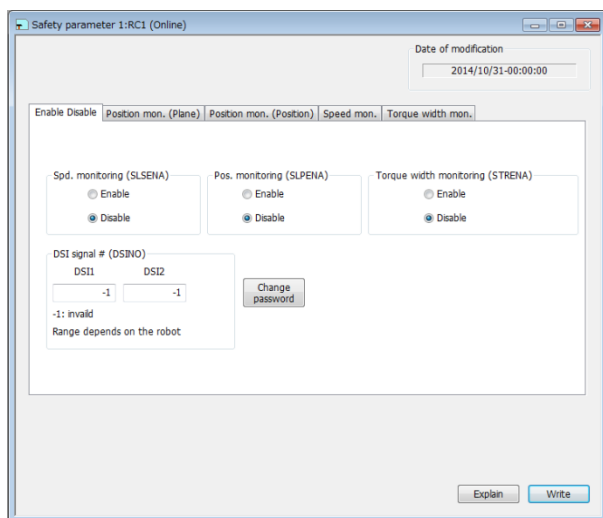 Safety parameter 1:RC1 (Online)
Date of modification
2014/10/31-00:00:00
Enable Disable Position mon. (Plane) Position mon. (Position) Speed mon. Torque width mon.
Spd. monitoring (SLSENA) Pos. monitoring (SLPENA) Torque width monitoring (STRENA)
Enable Enable Enable
Disable Disable Disable
DSI signal # (DSINO)
DSI1 DSI2
-1 -1
Change
password
-1: invaild
Range depends on the robot
Explain Write